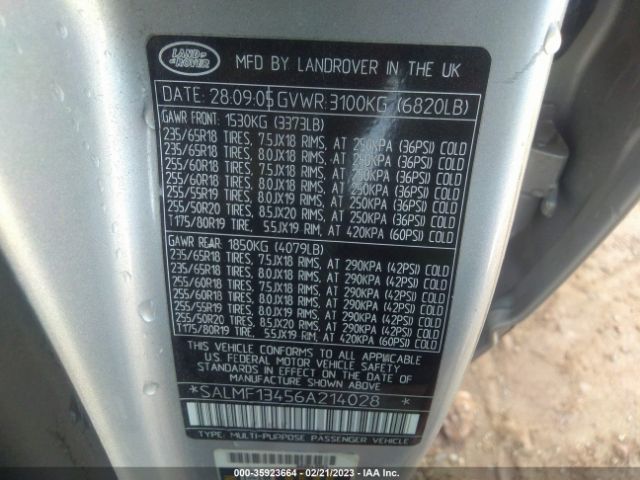 LAND
ROVER
MFD BY LANDROVER IN THE UK
DATE: 28:09:05 GVWR: 3100KG (6820LB)
GAWR FRONT: 1530KG (3373LB)
235/65R18 TIRES, 7.5JX18 RIMS, AT 250KPA (36PSI) COLD
235/65R18 TIRES, 8.0JX18 RIMS, AT 250KPA (36PSI) COLD
255/60R18 TIRES, 7.5JX18 RIMS, AT 250KPA (36PSI) COLD
255/60R18 TIRES, 8.0JX18 RIMS, AT 250KPA (36PSI) COLD
255/55R19 TIRES, 8.0JX19 RIMS, AT 250KPA (36PSI) COLD
255/50R20 TIRES, 8.5JX20 RIMS, AT 250KPA (36PSI) COLD
T175/80R19 TIRE, 5.5JX19 RIM, AT 420KPA (60PSI) COLD
GAWR REAR: 1850KG (4079LB)
235/65R18 TIRES, 7.5JX18 RIMS, AT 290KPA (42PSI) COLD
235/65R18 TIRES, 8.0JX18 RIMS, AT 290KPA (42PSI) COLD
255/60R18 TIRES, 7.5JX18 RIMS, AT 290KPA (42PSI) COLD
255/60R18 TIRES, 8.0JX18 RIMS, AT 290KPA (42PSI) COLD
255/55R19 TIRES, 8.0JX19 RIMS, AT 290KPA (42PSI) COLD
255/50R20 TIRES, 8.5JX20 RIMS, AT 290KPA (42PSI) COLD
T175/80R19 TIRE, 5.5JX19 RIM, AT 420KPA (60PSI) COLD
THIS VEHICLE CONFORMS TO ALL APPLICABLE
U.S. FEDERAL MOTOR VEHICLE SAFETY
STANDARDS IN EFFECT ON THE DATE OF
MANUFACTURE SHOWN ABOVE
*SALMF13456A214028 *
TYPE: MULTI-PURPOSE PASSENGER VEHICLE
000-35923664 - 02/21/2023 - IAA Inc.